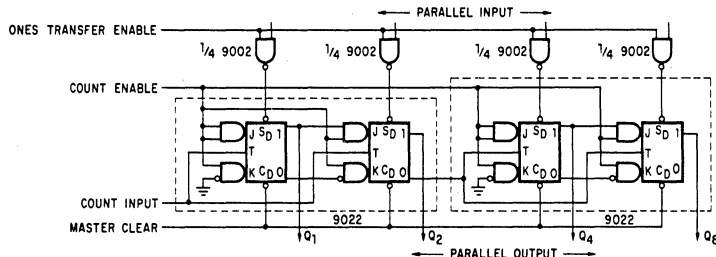 PARALLEL INPUT
ONES TRANSFER ENABLE
1/4 9002 1/4 9002 1/4 9002 1/4 9002
COUNT ENABLE
J SD 1 J SD 1 J SD 1 J SD 1
T T T T
K CD 0 K CD 0 K CD 0 K CD 0
COUNT INPUT
9022 9022
MASTER CLEAR
Q1 Q2 Q4 Q8
PARALLEL OUTPUT